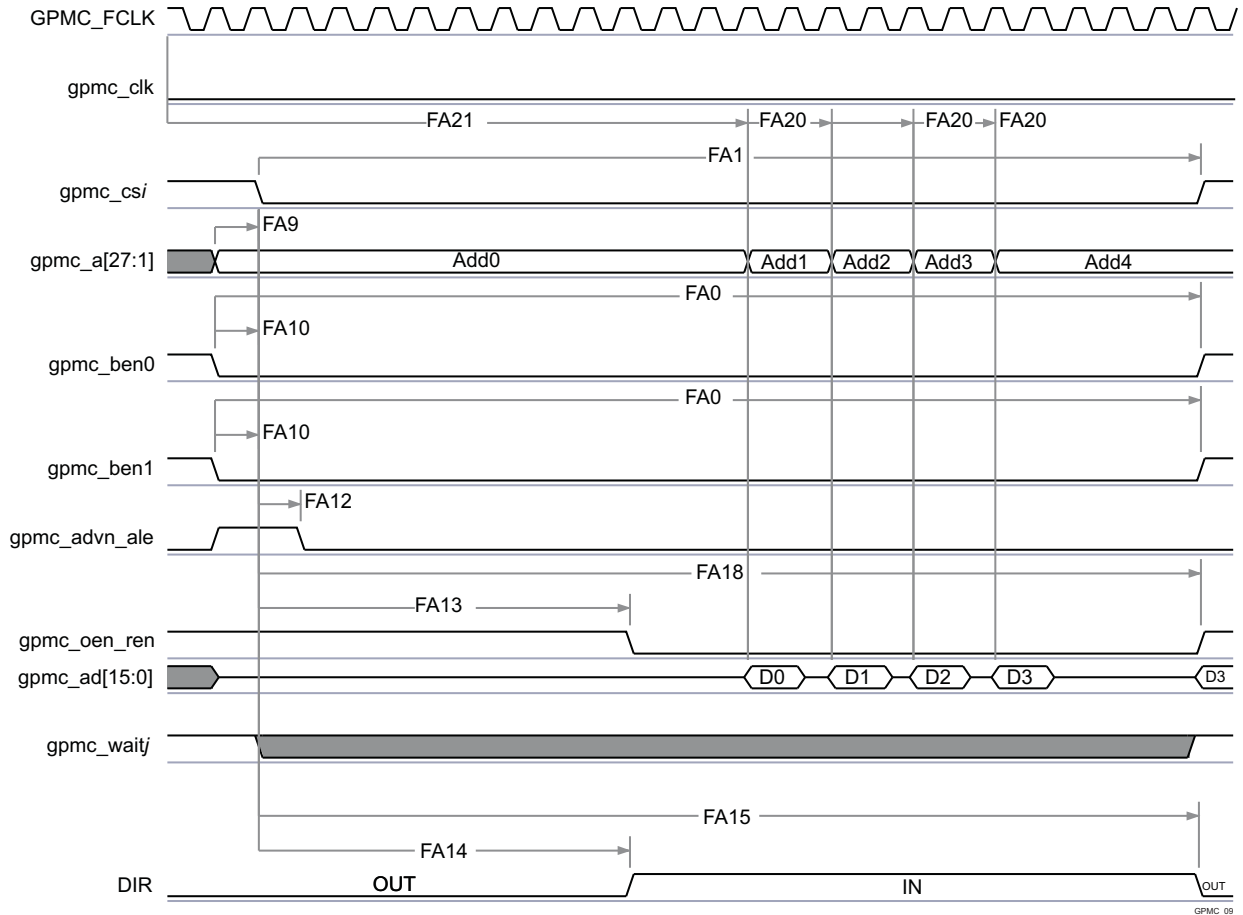 GPMC_FCLK
gpmc_clk
FA21 FA20 FA20 FA20
FA1
gpmc_csi
FA9
gpmc_a[27:1] Add0 Add1 Add2 Add3 Add4
FA0
FA10
gpmc_ben0
FA0
FA10
gpmc_ben1
FA12
gpmc_advn_ale
FA18
FA13
gpmc_oen_ren
gpmc_ad[15:0] D0 D1 D2 D3 D3
gpmc_waitj
FA15
FA14
DIR OUT IN OUT
GPMC_09